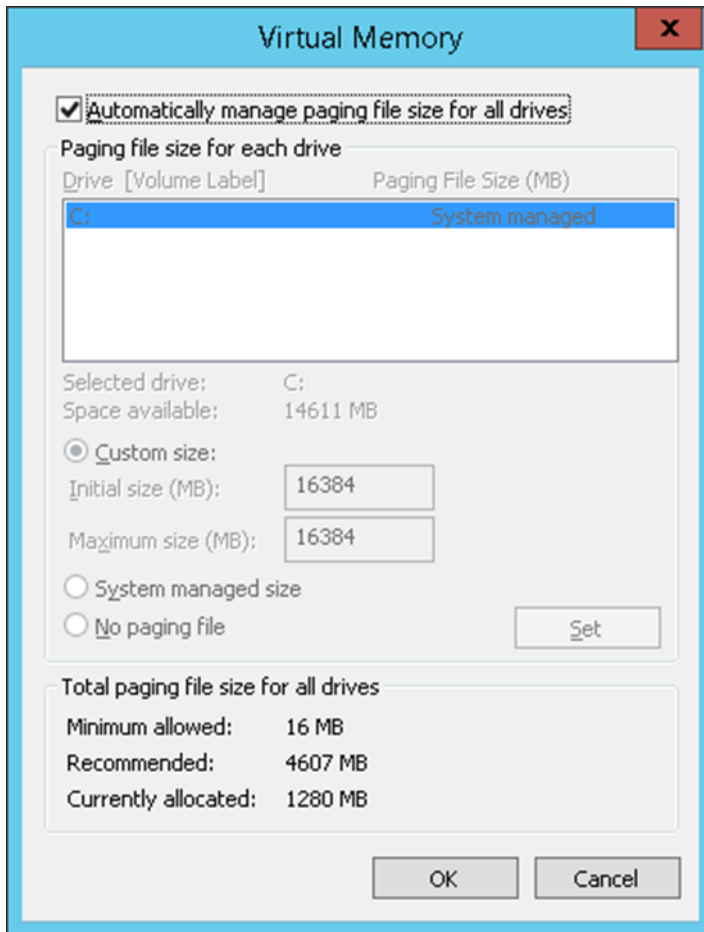 Virtual Memory
x
Automatically manage paging file size for all drives
Paging file size for each drive
Drive [Volume Label] Paging File Size (MB)
C: System managed
Selected drive: C:
Space available: 14611 MB
Custom size:
Initial size (MB): 16384
Maximum size (MB): 16384
System managed size
No paging file Set
Total paging file size for all drives
Minimum allowed: 16 MB
Recommended: 4607 MB
Currently allocated: 1280 MB
OK Cancel